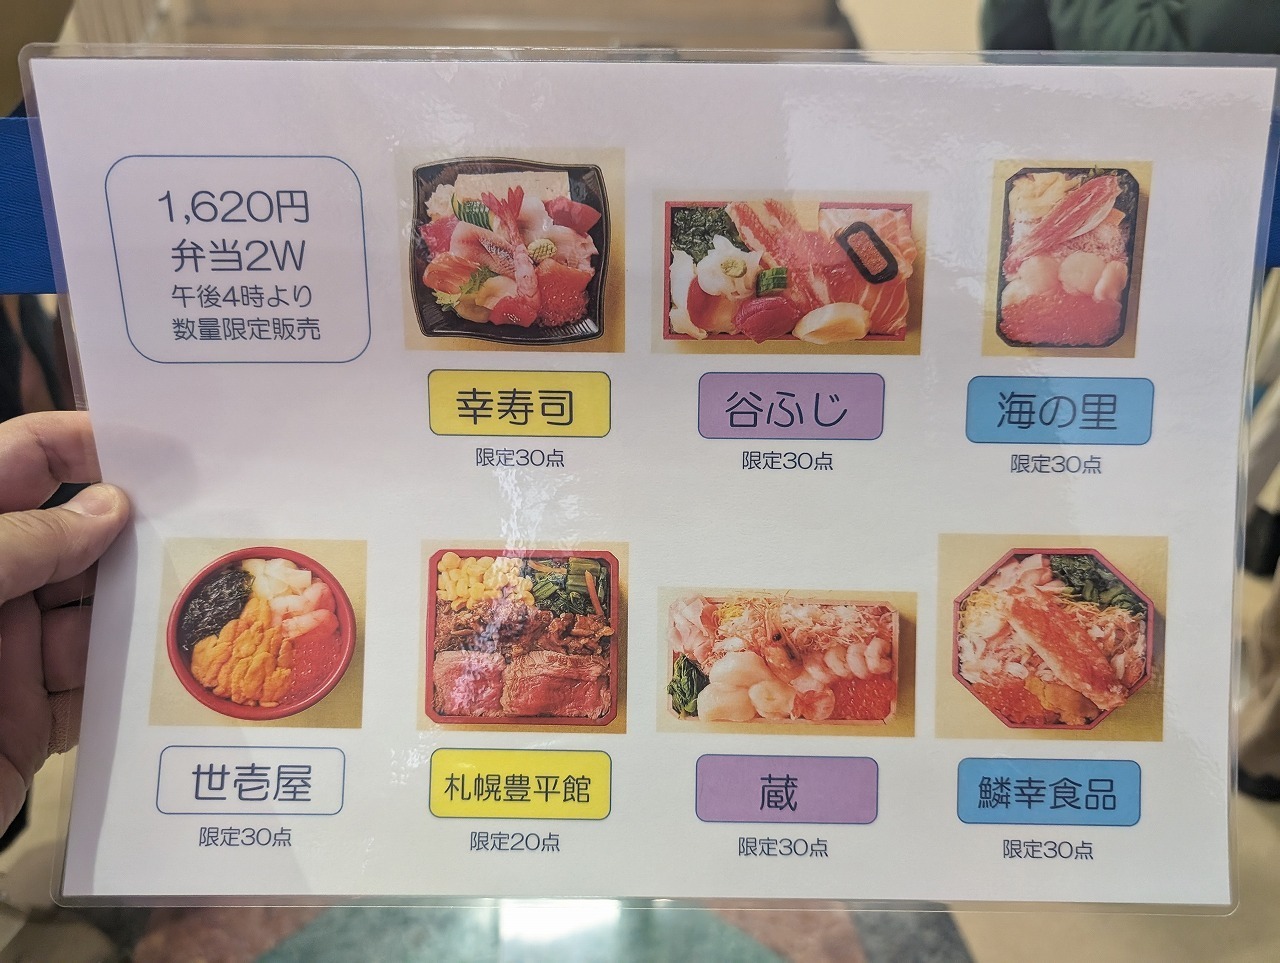 1,620円
弁当2W
午後4時より
数量限定販売
幸寿司
限定30点
谷ふじ
限定30点
海の里
限定30点
世壱屋
限定30点
札幌豊平館
限定20点
蔵
限定30点
鱗幸食品
限定30点